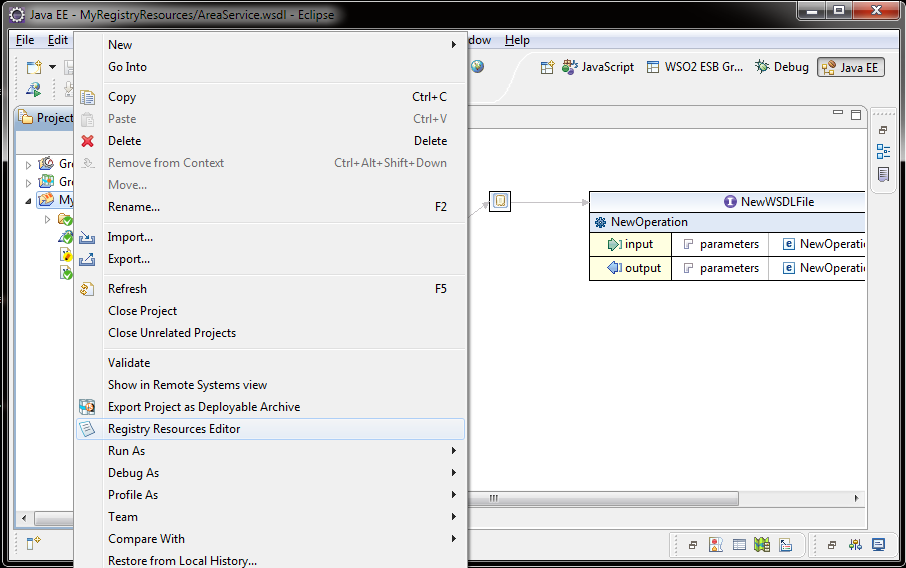 Java EE - MyRegistryResources/AreaService.wsdl - Eclipse
File Edit dow Help
JavaScript WSO2 ESB Gr... Debug Java EE
Project
Gre
Gre
My
New
Go Into
Copy Ctrl+C
Paste Ctrl+V
Delete Delete
Remove from Context Ctrl+Alt+Shift+Down
Move...
Rename... F2
Import...
Export...
Refresh F5
Close Project
Close Unrelated Projects
Validate
Show in Remote Systems view
Export Project as Deployable Archive
Registry Resources Editor
Run As
Debug As
Profile As
Team
Compare With
Restore from Local History...
NewWSDLFile
NewOperation
input parameters NewOperati
output parameters NewOperati